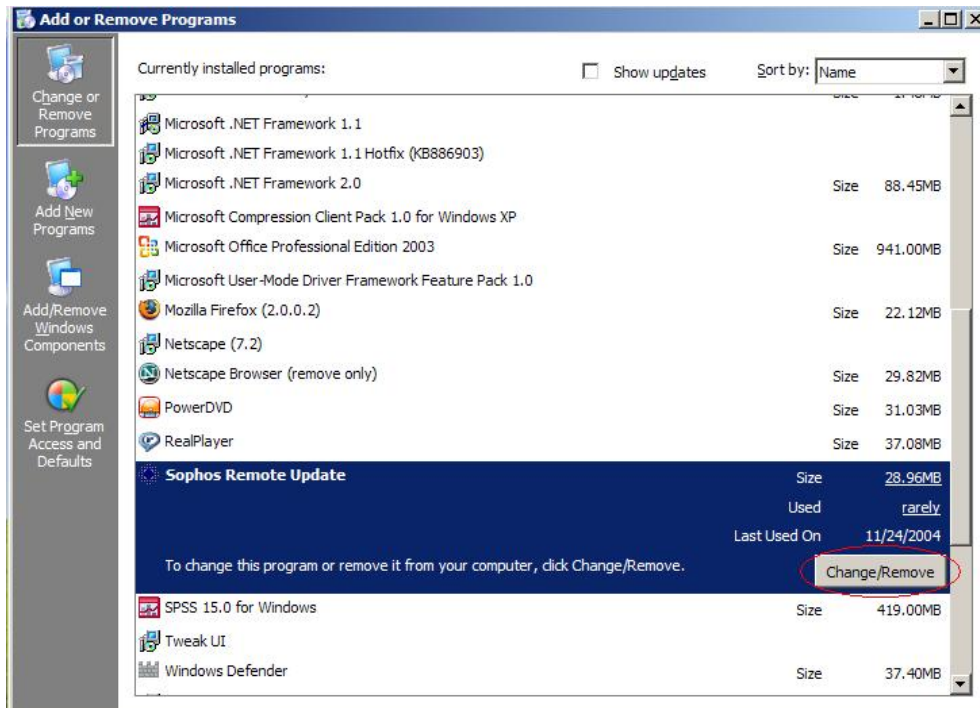 Add or Remove Programs
Change or
Remove
Programs
Add New
Programs
Add/Remove
Windows
Components
Set Program
Access and
Defaults
Currently installed programs:
Show updates
Sort by: Name
Microsoft .NET Framework 1.1
Microsoft .NET Framework 1.1 Hotfix (KB886903)
Microsoft .NET Framework 2.0 Size 88.45MB
Microsoft Compression Client Pack 1.0 for Windows XP
Microsoft Office Professional Edition 2003 Size 941.00MB
Microsoft User-Mode Driver Framework Feature Pack 1.0
Mozilla Firefox (2.0.0.2) Size 22.12MB
Netscape (7.2)
Netscape Browser (remove only) Size 29.82MB
PowerDVD Size 31.03MB
RealPlayer Size 37.08MB
Sophos Remote Update Size 28.96MB
Used rarely
Last Used On 11/24/2004
To change this program or remove it from your computer, click Change/Remove.
Change/Remove
SPSS 15.0 for Windows Size 419.00MB
Tweak UI
Windows Defender Size 37.40MB